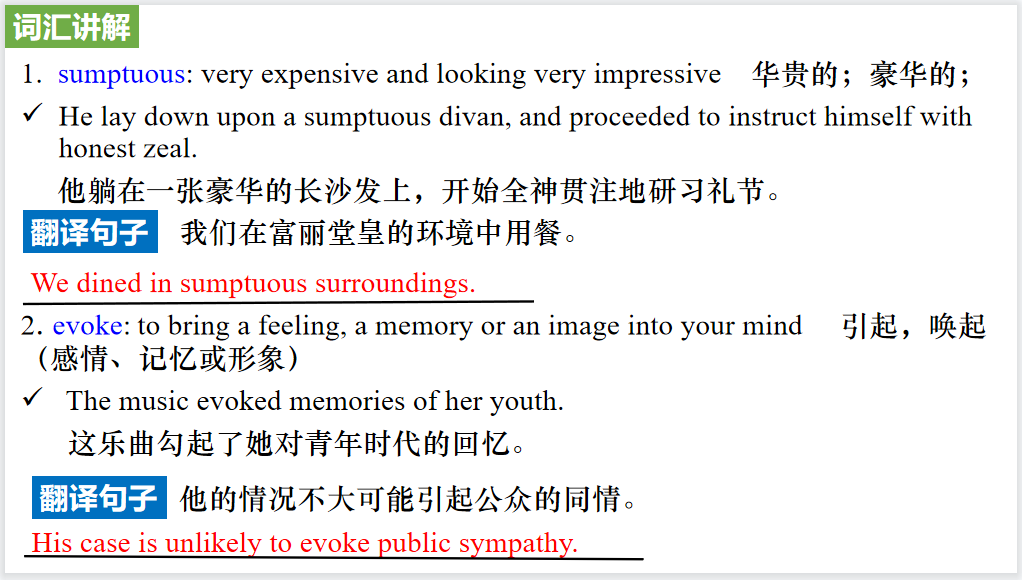 词汇讲解
1. sumptuous: very expensive and looking very impressive 华贵的；豪华的；
✓ He lay down upon a sumptuous divan, and proceeded to instruct himself with
honest zeal.
他躺在一张豪华的长沙发上，开始全神贯注地研习礼节。
翻译句子 我们在富丽堂皇的环境中用餐。
We dined in sumptuous surroundings.
2. evoke: to bring a feeling, a memory or an image into your mind 引起，唤起
（感情、记忆或形象）
✓ The music evoked memories of her youth.
这乐曲勾起了她对青年时代的回忆。
翻译句子 他的情况不大可能引起公众的同情。
His case is unlikely to evoke public sympathy.